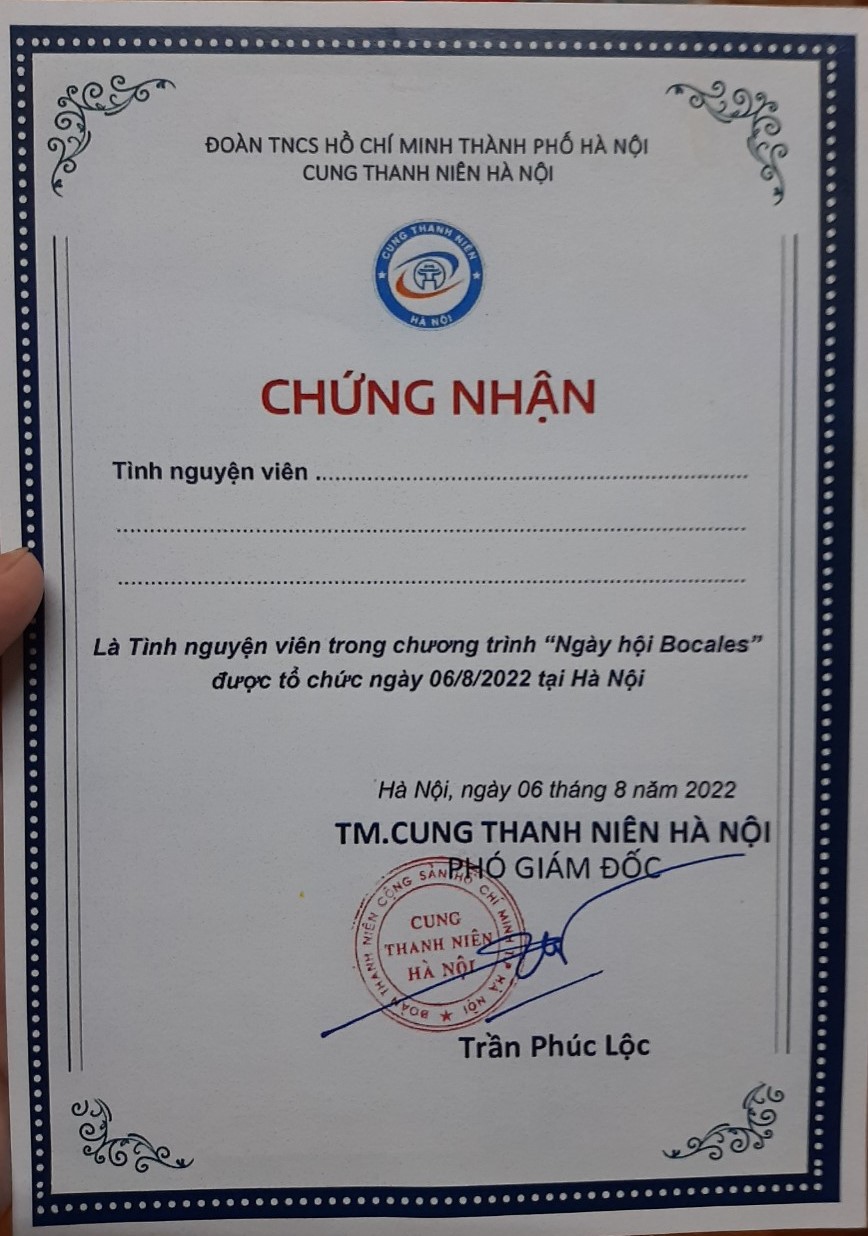 ĐOÀN TNCS HỒ CHÍ MINH THÀNH PHỐ HÀ NỘI
CUNG THANH NIÊN HÀ NỘI
CUNG THANH NIÊN
HÀ NỘI
CHỨNG NHẬN
Tình nguyện viên ................................................................
................................................................................................
................................................................................................
Là Tình nguyện viên trong chương trình “Ngày hội Bocales”
được tổ chức ngày 06/8/2022 tại Hà Nội
Hà Nội, ngày 06 tháng 8 năm 2022
TM.CUNG THANH NIÊN HÀ NỘI
PHÓ GIÁM ĐỐC
ĐOÀN THANH NIÊN CỘNG SẢN HỒ CHÍ MINH T.P HÀ NỘI
CUNG
THANH NIÊN
HÀ NỘI
Trần Phúc Lộc